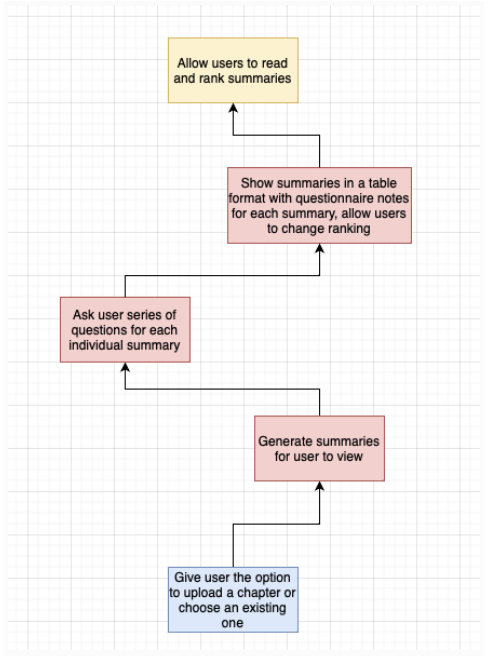 Allow users to read
and rank summaries
Show summaries in a table
format with questionnaire notes
for each summary, allow users
to change ranking
Ask user series of
questions for each
individual summary
Generate summaries
for user to view
Give user the option
to upload a chapter or
choose an existing
one